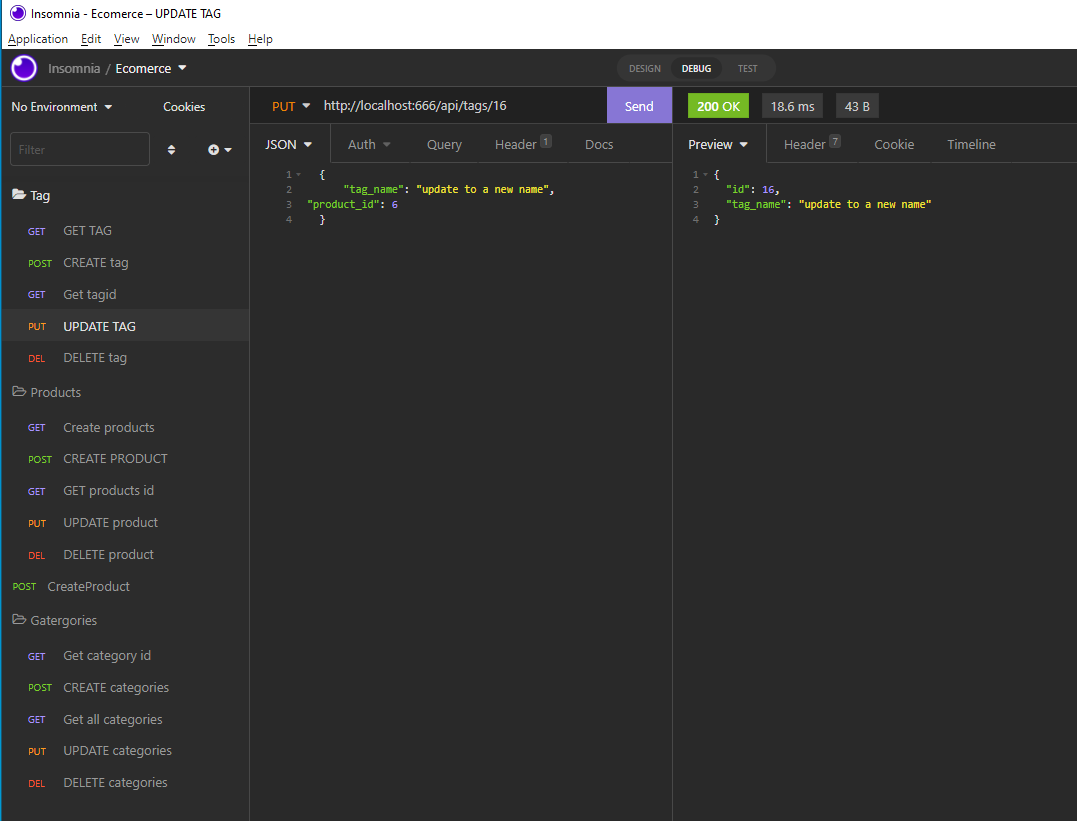 Insomnia - Ecomerce – UPDATE TAG
Application Edit View Window Tools Help
Insomnia / Ecomerce
DESIGN DEBUG TEST
No Environment
Cookies
Filter
Tag
GET GET TAG
POST CREATE tag
GET Get tagid
PUT UPDATE TAG
DEL DELETE tag
Products
GET Create products
POST CREATE PRODUCT
GET GET products id
PUT UPDATE product
DEL DELETE product
POST CreateProduct
Gatergories
GET Get category id
POST CREATE categories
GET Get all categories
PUT UPDATE categories
DEL DELETE categories
PUT http://localhost:666/api/tags/16 Send
JSON Auth Query Header 1 Docs
1 {
2 "tag_name": "update to a new name",
3 "product_id": 6
4 }
200 OK 18.6 ms 43 B
Preview Header 7 Cookie Timeline
1 {
2 "id": 16,
3 "tag_name": "update to a new name"
4 }